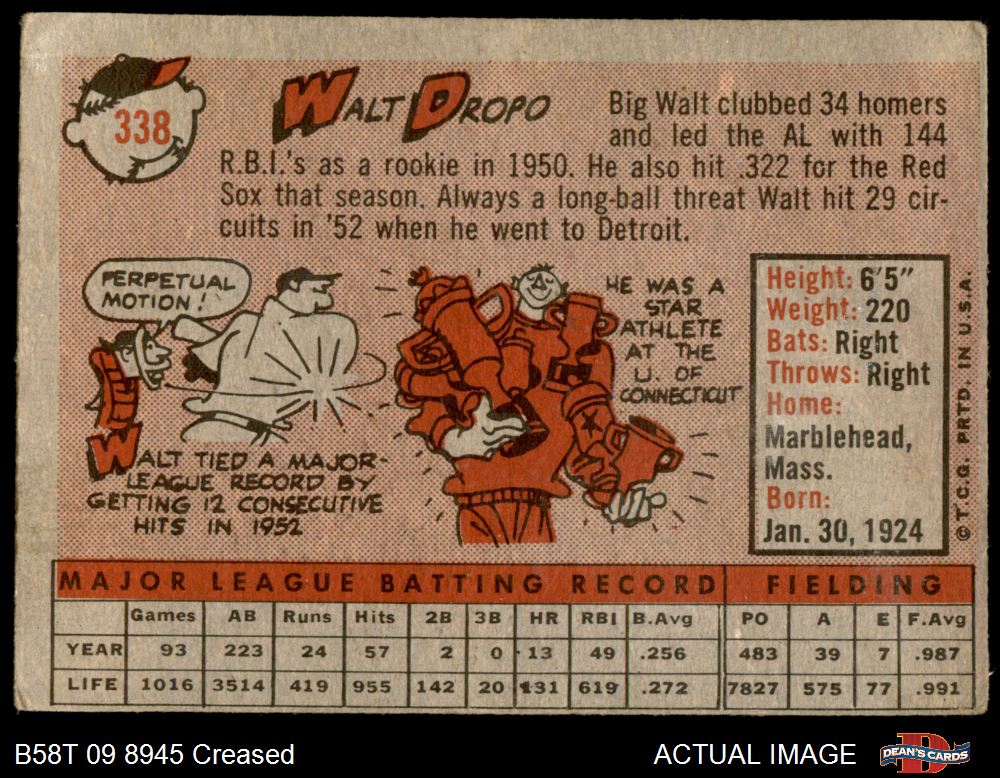 338
WALT DROPO
Big Walt clubbed 34 homers
and led the AL with 144
R.B.I.'s as a rookie in 1950. He also hit .322 for the Red
Sox that season. Always a long-ball threat Walt hit 29 cir-
cuits in '52 when he went to Detroit.
PERPETUAL
MOTION!
WALT TIED A MAJOR-
LEAGUE RECORD BY
GETTING 12 CONSECUTIVE
HITS IN 1952
HE WAS A
STAR
ATHLETE
AT THE
U. OF
CONNECTICUT
Height: 6'5"
Weight: 220
Bats: Right
Throws: Right
Home:
Marblehead,
Mass.
Born:
Jan. 30, 1924
© T.C.G. PRTD. IN U.S.A.
MAJOR LEAGUE BATTING RECORD FIELDING
Games AB Runs Hits 2B 3B HR RBI B.Avg PO A E F.Avg
YEAR 93 223 24 57 2 0 13 49 .256 483 39 7 .987
LIFE 1016 3514 419 955 142 20 131 619 .272 7827 575 77 .991
B58T 09 8945 Creased
ACTUAL IMAGE
DEAN'S CARDS